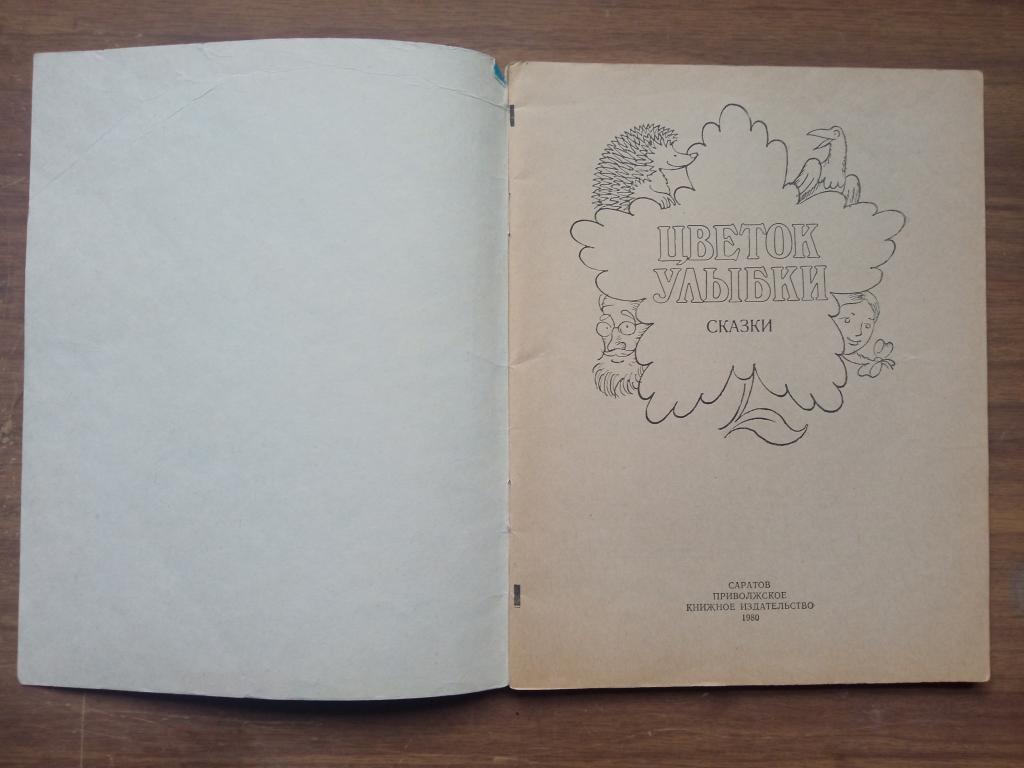 ЦВЕТОК
УЛЫБКИ
СКАЗКИ
САРАТОВ
ПРИВОЛЖСКОЕ
КНИЖНОЕ ИЗДАТЕЛЬСТВО
1980